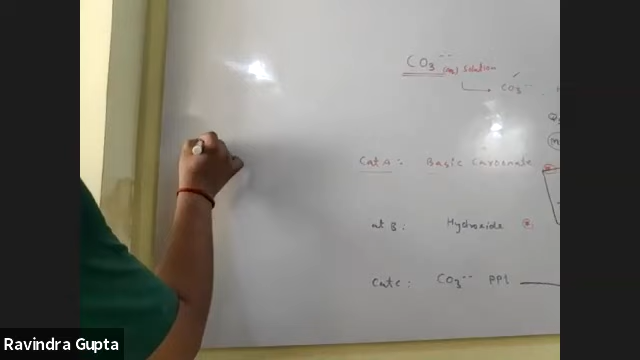 CO3-- (aq) solution
CO3--
Cat A :- Basic Carbonate
at B : Hydroxide
Cat C : CO3-- PPt
Ravindra Gupta